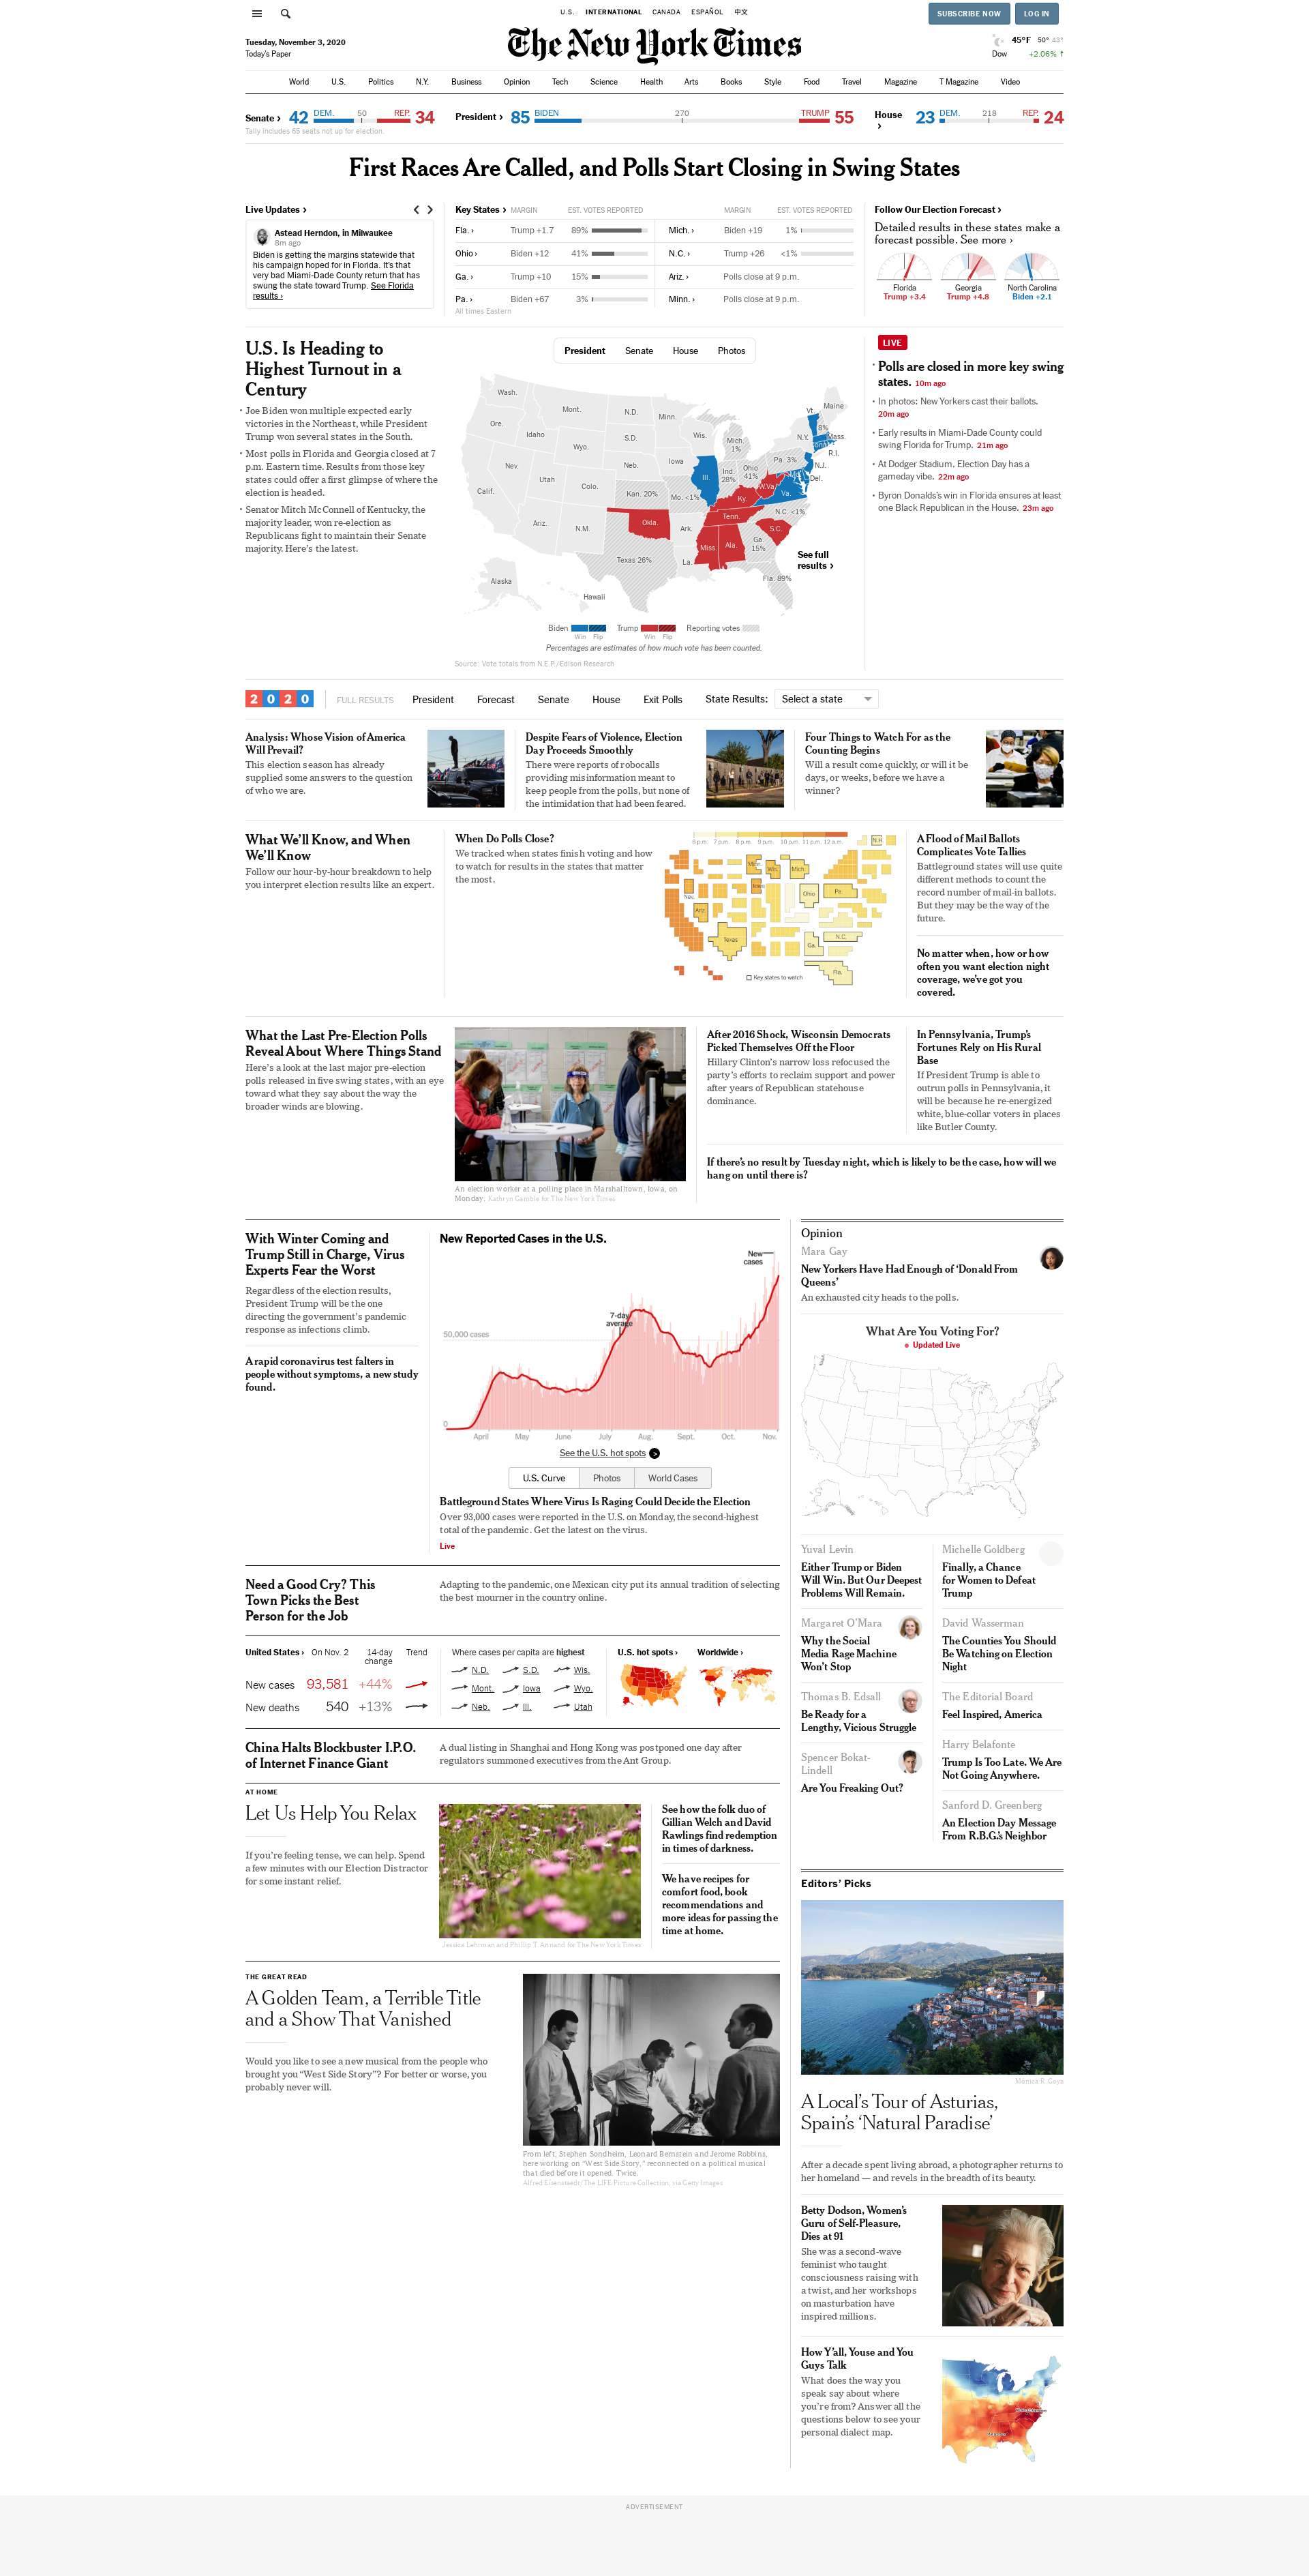 U.S. INTERNATIONAL CANADA ESPAÑOL 中文
SUBSCRIBE NOW LOG IN
Tuesday, November 3, 2020
Today's Paper
The New York Times
45°F 50° 43°
Dow +2.06% ↑
World U.S. Politics N.Y. Business Opinion Tech Science Health Arts Books Style Food Travel Magazine T Magazine Video
Senate › 42 DEM. 50 REP. 34
Tally includes 65 seats not up for election.
President › 85 BIDEN 270 TRUMP 55
House › 23 DEM. 218 REP. 24
First Races Are Called, and Polls Start Closing in Swing States
Live Updates ›
Astead Herndon, in Milwaukee
8m ago
Biden is getting the margins statewide that
his campaign hoped for in Florida. It's that
very bad Miami-Dade County return that has
swung the state toward Trump. See Florida
results ›
Key States › MARGIN EST. VOTES REPORTED
Fla. › Trump +1.7 89%
Ohio › Biden +12 41%
Ga. › Trump +10 15%
Pa. › Biden +67 3%
All times Eastern
MARGIN EST. VOTES REPORTED
Mich. › Biden +19 1%
N.C. › Trump +26 <1%
Ariz. › Polls close at 9 p.m.
Minn. › Polls close at 9 p.m.
Follow Our Election Forecast ›
Detailed results in these states make a
forecast possible. See more ›
Florida
Trump +3.4
Georgia
Trump +4.8
North Carolina
Biden +2.1
U.S. Is Heading to
Highest Turnout in a
Century
• Joe Biden won multiple expected early
victories in the Northeast, while President
Trump won several states in the South.
• Most polls in Florida and Georgia closed at 7
p.m. Eastern time. Results from those key
states could offer a first glimpse of where the
election is headed.
• Senator Mitch McConnell of Kentucky, the
majority leader, won re-election as
Republicans fight to maintain their Senate
majority. Here's the latest.
President Senate House Photos
Wash.
Mont.
N.D.
Minn.
Vt.
Maine
Ore.
Idaho
S.D.
Wis.
Mich.
1%
N.Y.
8%
Mass.
Wyo.
R.I.
Nev.
Neb.
Iowa
Ind.
28%
Ohio
41%
Pa. 3%
N.J.
Utah
Colo.
Ill.
W.Va.
Del.
Calif.
Kan. 20%
Mo. <1%
Ky.
Va.
Ariz.
N.M.
Okla.
Ark.
Tenn.
N.C. <1%
S.C.
Miss.
Ala.
Ga.
15%
Texas 26%
La.
Fla. 89%
Alaska
Hawaii
See full
results ›
Biden Trump Reporting votes
Win Flip Win Flip
Percentages are estimates of how much vote has been counted.
Source: Vote totals from N.E.P./Edison Research
LIVE
• Polls are closed in more key swing
states. 10m ago
• In photos: New Yorkers cast their ballots.
20m ago
• Early results in Miami-Dade County could
swing Florida for Trump. 21m ago
• At Dodger Stadium, Election Day has a
gameday vibe. 22m ago
• Byron Donalds's win in Florida ensures at least
one Black Republican in the House. 23m ago
2020 FULL RESULTS President Forecast Senate House Exit Polls State Results: Select a state
Analysis: Whose Vision of America
Will Prevail?
This election season has already
supplied some answers to the question
of who we are.
Despite Fears of Violence, Election
Day Proceeds Smoothly
There were reports of robocalls
providing misinformation meant to
keep people from the polls, but none of
the intimidation that had been feared.
Four Things to Watch For as the
Counting Begins
Will a result come quickly, or will it be
days, or weeks, before we have a
winner?
What We'll Know, and When
We'll Know
Follow our hour-by-hour breakdown to help
you interpret election results like an expert.
When Do Polls Close?
We tracked when states finish voting and how
to watch for results in the states that matter
the most.
6 p.m. 7 p.m. 8 p.m. 9 p.m. 10 p.m. 11 p.m. 12 a.m.
N.H.
Minn.
Wis.
Mich.
Iowa
Nev.
Ohio
Pa.
Ariz.
N.C.
Texas
Ga.
Fla.
Key states to watch
A Flood of Mail Ballots
Complicates Vote Tallies
Battleground states will use quite
different methods to count the
record number of mail-in ballots.
But they may be the way of the
future.
No matter when, how or how
often you want election night
coverage, we've got you
covered.
What the Last Pre-Election Polls
Reveal About Where Things Stand
Here's a look at the last major pre-election
polls released in five swing states, with an eye
toward what they say about the way the
broader winds are blowing.
An election worker at a polling place in Marshalltown, Iowa, on
Monday. Kathryn Gamble for The New York Times
After 2016 Shock, Wisconsin Democrats
Picked Themselves Off the Floor
Hillary Clinton's narrow loss refocused the
party's efforts to reclaim support and power
after years of Republican statehouse
dominance.
In Pennsylvania, Trump's
Fortunes Rely on His Rural
Base
If President Trump is able to
outrun polls in Pennsylvania, it
will be because he re-energized
white, blue-collar voters in places
like Butler County.
If there's no result by Tuesday night, which is likely to be the case, how will we
hang on until there is?
With Winter Coming and
Trump Still in Charge, Virus
Experts Fear the Worst
Regardless of the election results,
President Trump will be the one
directing the government's pandemic
response as infections climb.
A rapid coronavirus test falters in
people without symptoms, a new study
found.
New Reported Cases in the U.S.
New
cases
7-day
average
50,000 cases
0
April May June July Aug. Sept. Oct. Nov.
See the U.S. hot spots
U.S. Curve Photos World Cases
Battleground States Where Virus Is Raging Could Decide the Election
Over 93,000 cases were reported in the U.S. on Monday, the second-highest
total of the pandemic. Get the latest on the virus.
Live
Need a Good Cry? This
Town Picks the Best
Person for the Job
Adapting to the pandemic, one Mexican city put its annual tradition of selecting
the best mourner in the country online.
United States › On Nov. 2 14-day
change Trend
New cases 93,581 +44%
New deaths 540 +13%
Where cases per capita are highest
N.D. S.D. Wis.
Mont. Iowa Wyo.
Neb. Ill. Utah
U.S. hot spots › Worldwide ›
China Halts Blockbuster I.P.O.
of Internet Finance Giant
A dual listing in Shanghai and Hong Kong was postponed one day after
regulators summoned executives from the Ant Group.
AT HOME
Let Us Help You Relax
If you're feeling tense, we can help. Spend
a few minutes with our Election Distractor
for some instant relief.
Jessica Lehrman and Phillip T. Annand for The New York Times
See how the folk duo of
Gillian Welch and David
Rawlings find redemption
in times of darkness.
We have recipes for
comfort food, book
recommendations and
more ideas for passing the
time at home.
THE GREAT READ
A Golden Team, a Terrible Title
and a Show That Vanished
Would you like to see a new musical from the people who
brought you “West Side Story”? For better or worse, you
probably never will.
From left, Stephen Sondheim, Leonard Bernstein and Jerome Robbins,
here working on “West Side Story,” reconnected on a political musical
that died before it opened. Twice.
Alfred Eisenstaedt/The LIFE Picture Collection, via Getty Images
Opinion
Mara Gay
New Yorkers Have Had Enough of ‘Donald From
Queens’
An exhausted city heads to the polls.
What Are You Voting For?
Updated Live
Yuval Levin
Either Trump or Biden
Will Win. But Our Deepest
Problems Will Remain.
Margaret O'Mara
Why the Social
Media Rage Machine
Won't Stop
Thomas B. Edsall
Be Ready for a
Lengthy, Vicious Struggle
Spencer Bokat-
Lindell
Are You Freaking Out?
Michelle Goldberg
Finally, a Chance
for Women to Defeat
Trump
David Wasserman
The Counties You Should
Be Watching on Election
Night
The Editorial Board
Feel Inspired, America
Harry Belafonte
Trump Is Too Late. We Are
Not Going Anywhere.
Sanford D. Greenberg
An Election Day Message
From R.B.G.'s Neighbor
Editors' Picks
Mónica R. Goya
A Local's Tour of Asturias,
Spain's ‘Natural Paradise’
After a decade spent living abroad, a photographer returns to
her homeland — and revels in the breadth of its beauty.
Betty Dodson, Women's
Guru of Self-Pleasure,
Dies at 91
She was a second-wave
feminist who taught
consciousness raising with
a twist, and her workshops
on masturbation have
inspired millions.
How Y'all, Youse and You
Guys Talk
What does the way you
speak say about where
you're from? Answer all the
questions below to see your
personal dialect map.
ADVERTISEMENT